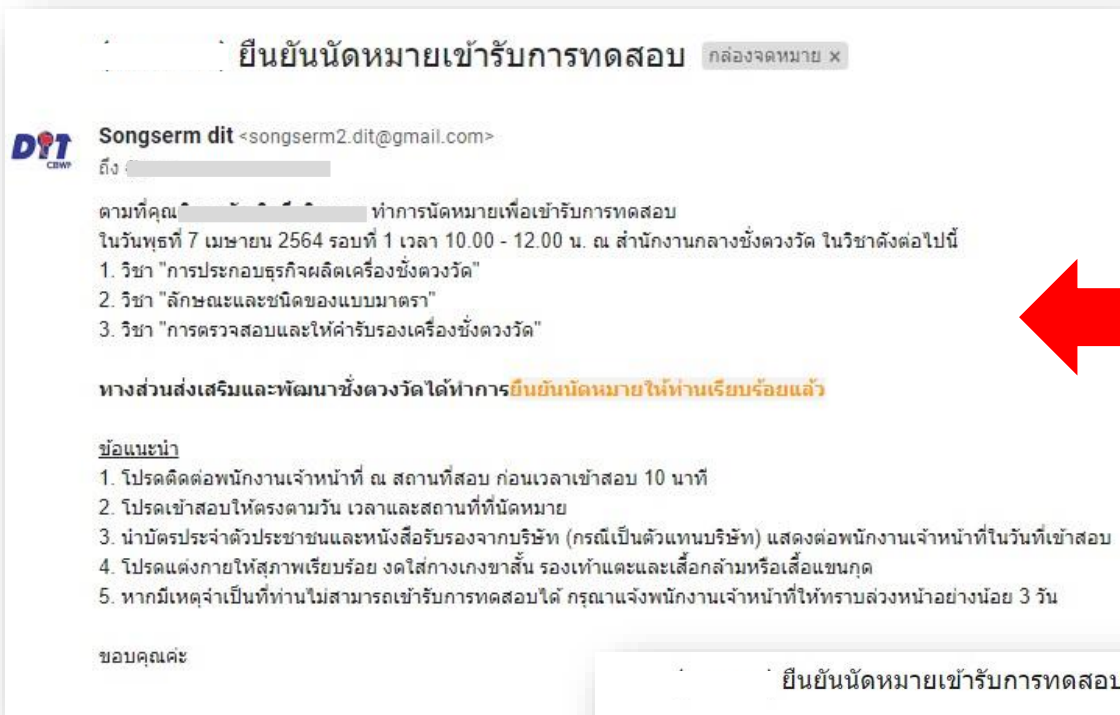 ยืนยันนัดหมายเข้ารับการทดสอบ กล่องจดหมาย ×
DIT
CBWM
Songserm dit <songserm2.dit@gmail.com>
ถึง
ตามที่คุณ ทำการนัดหมายเพื่อเข้ารับการทดสอบ
ในวันพุธที่ 7 เมษายน 2564 รอบที่ 1 เวลา 10.00 - 12.00 น. ณ สำนักงานกลางชั่งตวงวัด ในวิชาดังต่อไปนี้
1. วิชา "การประกอบธุรกิจผลิตเครื่องชั่งตวงวัด"
2. วิชา "ลักษณะและชนิดของแบบมาตรา"
3. วิชา "การตรวจสอบและให้คำรับรองเครื่องชั่งตวงวัด"
ทางส่วนส่งเสริมและพัฒนาชั่งตวงวัดได้ทำการยืนยันนัดหมายให้ท่านเรียบร้อยแล้ว
ข้อแนะนำ
1. โปรดติดต่อพนักงานเจ้าหน้าที่ ณ สถานที่สอบ ก่อนเวลาเข้าสอบ 10 นาที
2. โปรดเข้าสอบให้ตรงตามวัน เวลาและสถานที่ที่นัดหมาย
3. นำบัตรประจำตัวประชาชนและหนังสือรับรองจากบริษัท (กรณีเป็นตัวแทนบริษัท) แสดงต่อพนักงานเจ้าหน้าที่ในวันที่เข้าสอบ
4. โปรดแต่งกายให้สุภาพเรียบร้อย งดใส่กางเกงขาสั้น รองเท้าแตะและเสื้อกล้ามหรือเสื้อแขนกุด
5. หากมีเหตุจำเป็นที่ท่านไม่สามารถเข้ารับการทดสอบได้ กรุณาแจ้งพนักงานเจ้าหน้าที่ให้ทราบล่วงหน้าอย่างน้อย 3 วัน
ขอบคุณค่ะ
ยืนยันนัดหมายเข้ารับการทดสอบ